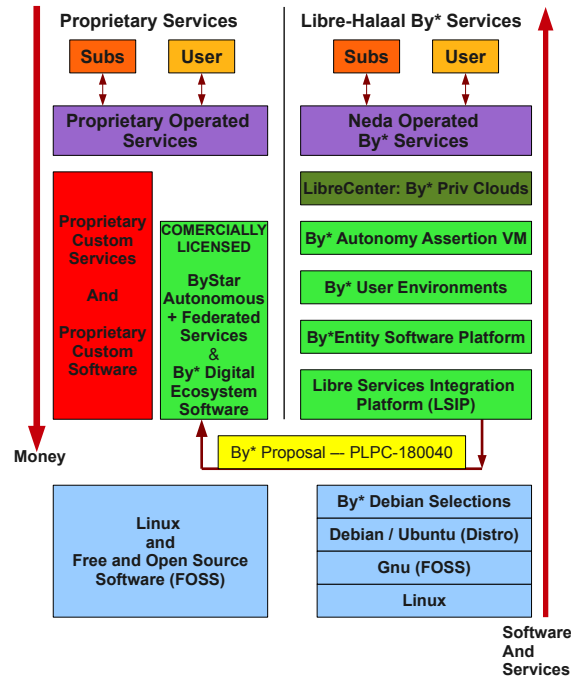 Proprietary Services
Subs
User
Proprietary Operated
Services
Proprietary
Custom
Services
And
Proprietary
Custom
Software
COMERCIALLY
LICENSED
ByStar
Autonomous
+ Federated
Services
&
By* Digital
Ecosystem
Software
Money
Libre-Halaal By* Services
Subs
User
Neda Operated
By* Services
LibreCenter: By* Priv Clouds
By* Autonomy Assertion VM
By* User Environments
By*Entity Software Platform
Libre Services Integration
Platform (LSIP)
By* Proposal –- PLPC-180040
Linux
and
Free and Open Source
Software (FOSS)
By* Debian Selections
Debian / Ubuntu (Distro)
Gnu (FOSS)
Linux
Software
And
Services